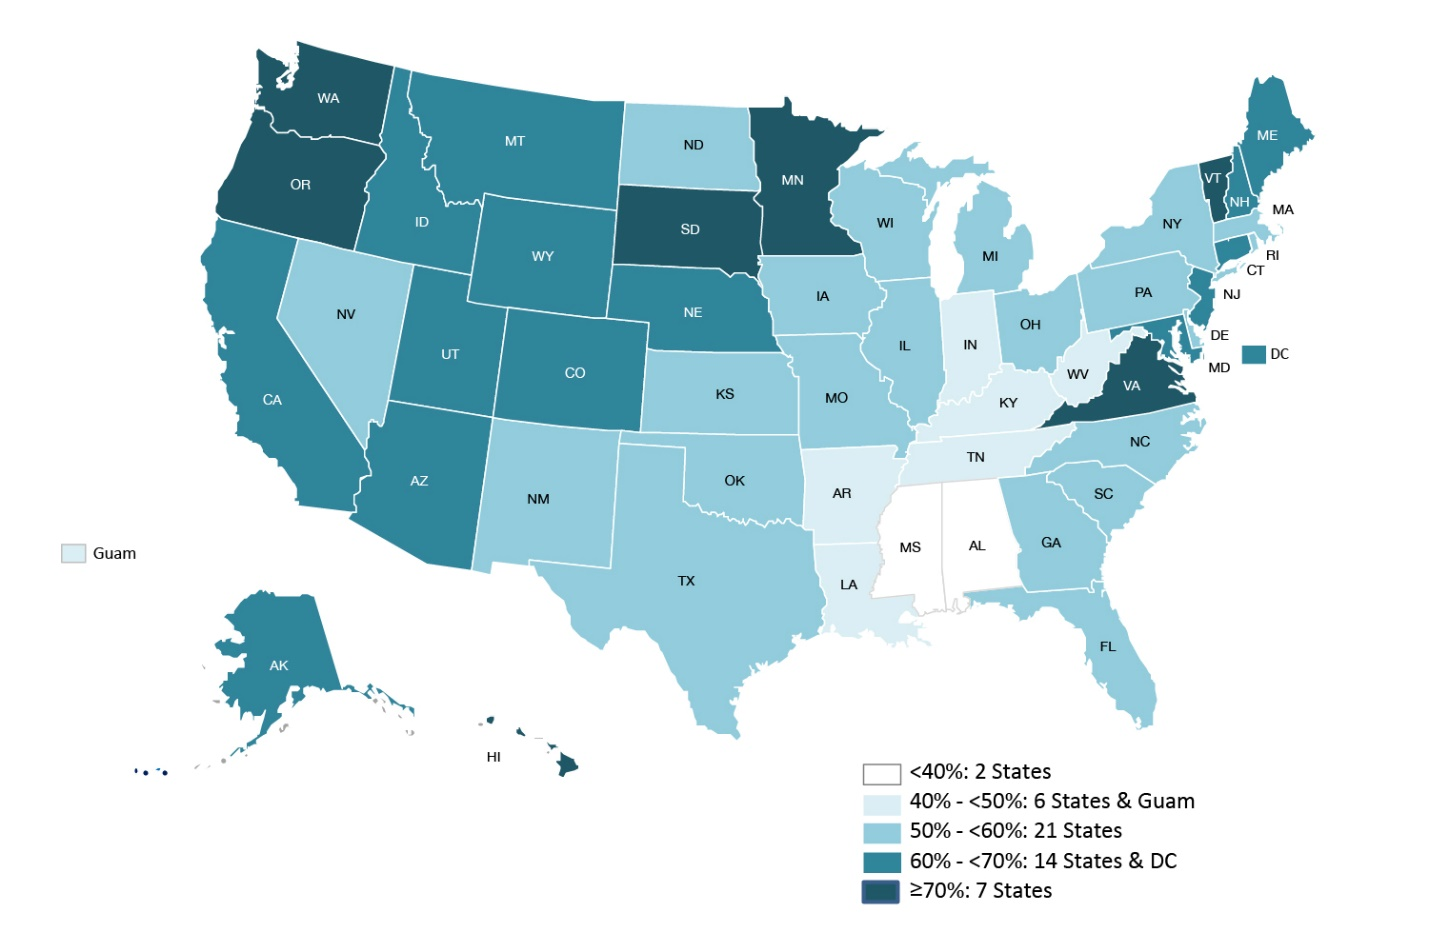 WA
MT
ME
ND
OR
MN
VT
ID
NH
MA
SD
WI
NY
WY
MI
RI
CT
IA
PA
NJ
NV
NE
OH
DE
UT
IL
IN
DC
CO
MD
WV
VA
CA
KS
MO
KY
NC
TN
AZ
OK
AR
SC
NM
GA
MS
AL
Guam
TX
LA
FL
AK
HI
<40%: 2 States
40% - <50%: 6 States & Guam
50% - <60%: 21 States
60% - <70%: 14 States & DC
≥70%: 7 States